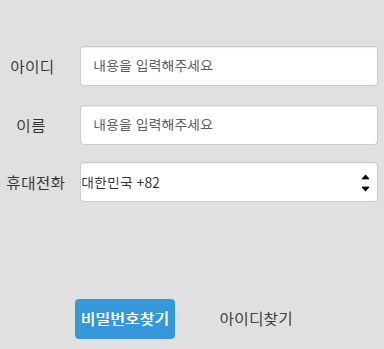 아이디 내용을 입력해주세요
이름 내용을 입력해주세요
휴대전화 대한민국 +82
비밀번호찾기 아이디찾기